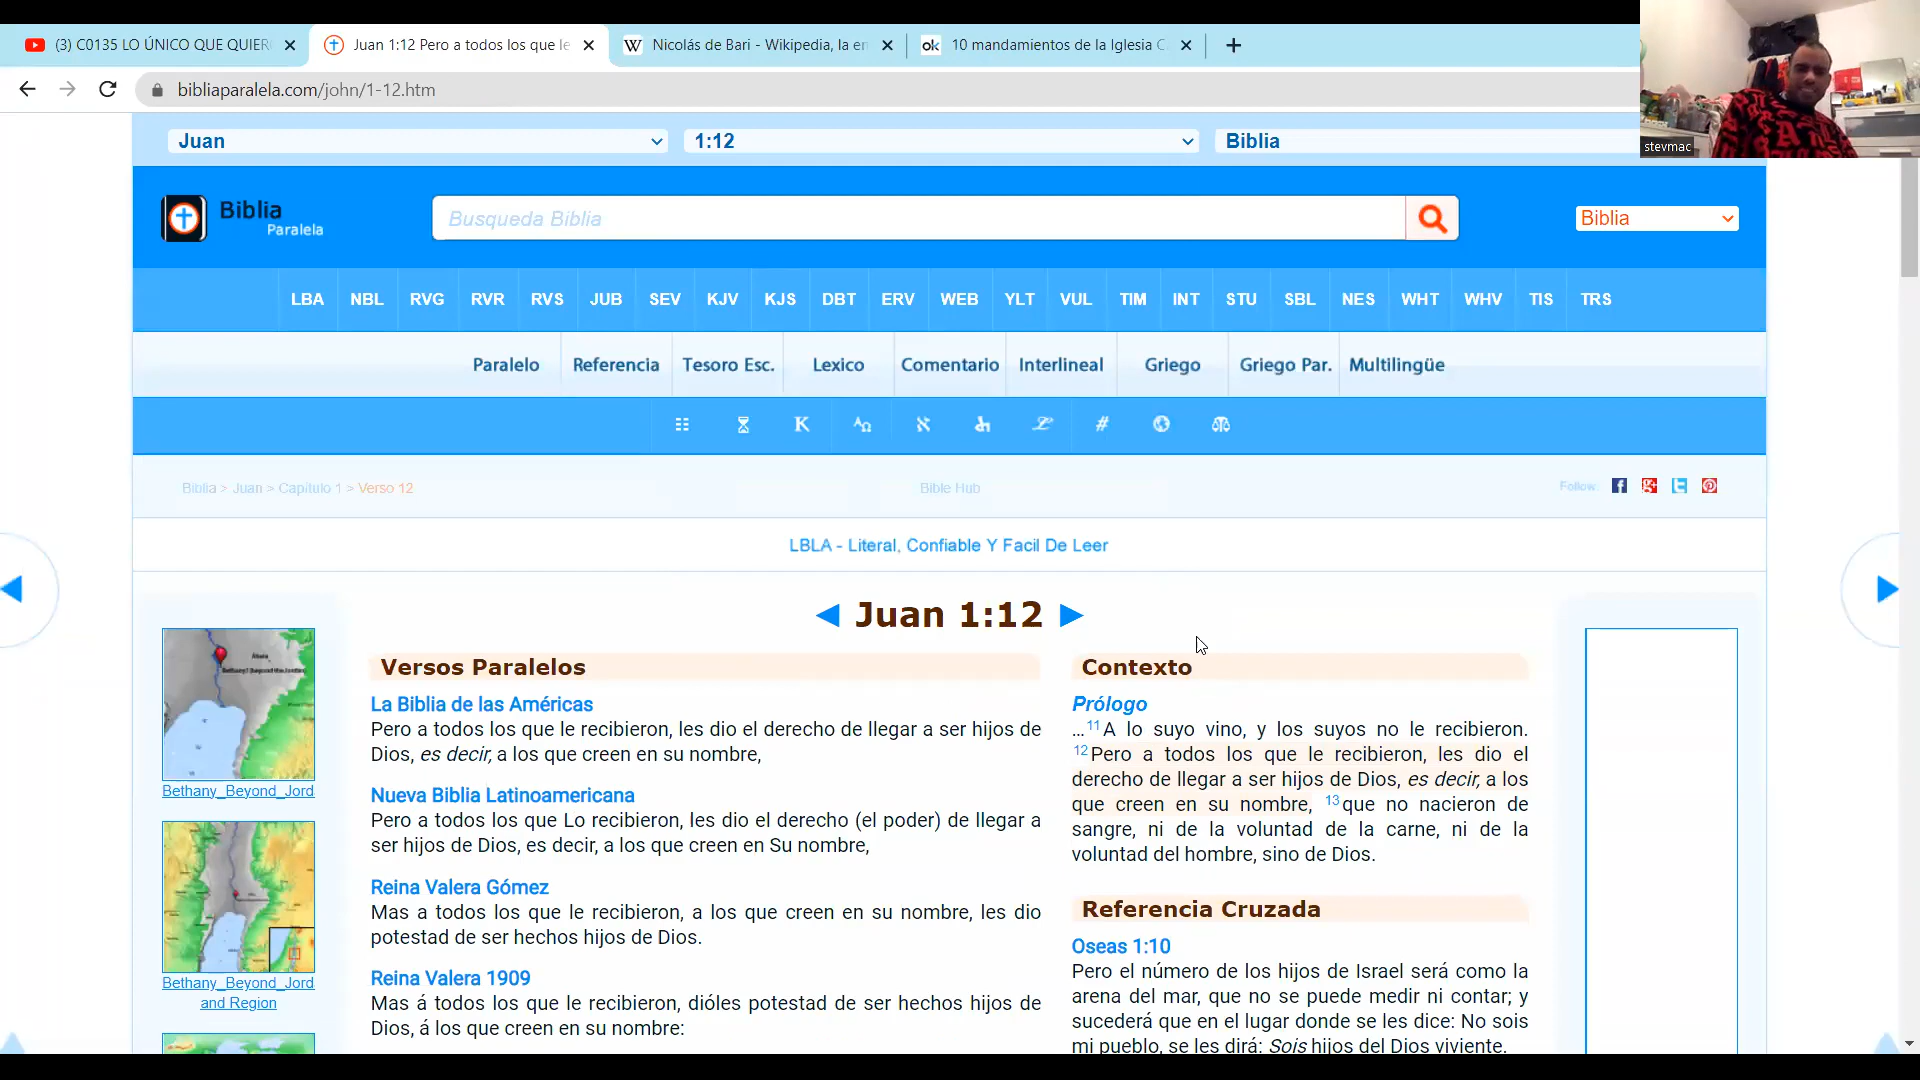 (3) C0135 LO ÚNICO QUE QUIER
Juan 1:12 Pero a todos los que le
Nicolás de Bari - Wikipedia, la en
ok 10 mandamientos de la Iglesia C
bibliaparalela.com/john/1-12.htm
stevmac
Juan 1:12 Biblia
Biblia
Paralela
Busqueda Biblia
Biblia
LBA NBL RVG RVR RVS JUB SEV KJV KJS DBT ERV WEB YLT VUL TIM INT STU SBL NES WHT WHV TIS TRS
Paralelo Referencia Tesoro Esc. Lexico Comentario Interlineal Griego Griego Par. Multilingüe
Biblia > Juan > Capítulo 1 > Verso 12
Bible Hub
Follow:
LBLA - Literal, Confiable Y Facil De Leer
Juan 1:12
Bethany_Beyond_Jord
Bethany_Beyond_Jord
and Region
Versos Paralelos
La Biblia de las Américas
Pero a todos los que le recibieron, les dio el derecho de llegar a ser hijos de
Dios, es decir, a los que creen en su nombre,
Nueva Biblia Latinoamericana
Pero a todos los que Lo recibieron, les dio el derecho (el poder) de llegar a
ser hijos de Dios, es decir, a los que creen en Su nombre,
Reina Valera Gómez
Mas a todos los que le recibieron, a los que creen en su nombre, les dio
potestad de ser hechos hijos de Dios.
Reina Valera 1909
Mas á todos los que le recibieron, dióles potestad de ser hechos hijos de
Dios, á los que creen en su nombre:
Contexto
Prólogo
…11A lo suyo vino, y los suyos no le recibieron.
12Pero a todos los que le recibieron, les dio el
derecho de llegar a ser hijos de Dios, es decir, a los
que creen en su nombre, 13que no nacieron de
sangre, ni de la voluntad de la carne, ni de la
voluntad del hombre, sino de Dios.
Referencia Cruzada
Oseas 1:10
Pero el número de los hijos de Israel será como la
arena del mar, que no se puede medir ni contar; y
sucederá que en el lugar donde se les dice: No sois
mi pueblo, se les dirá: Sois hijos del Dios viviente.